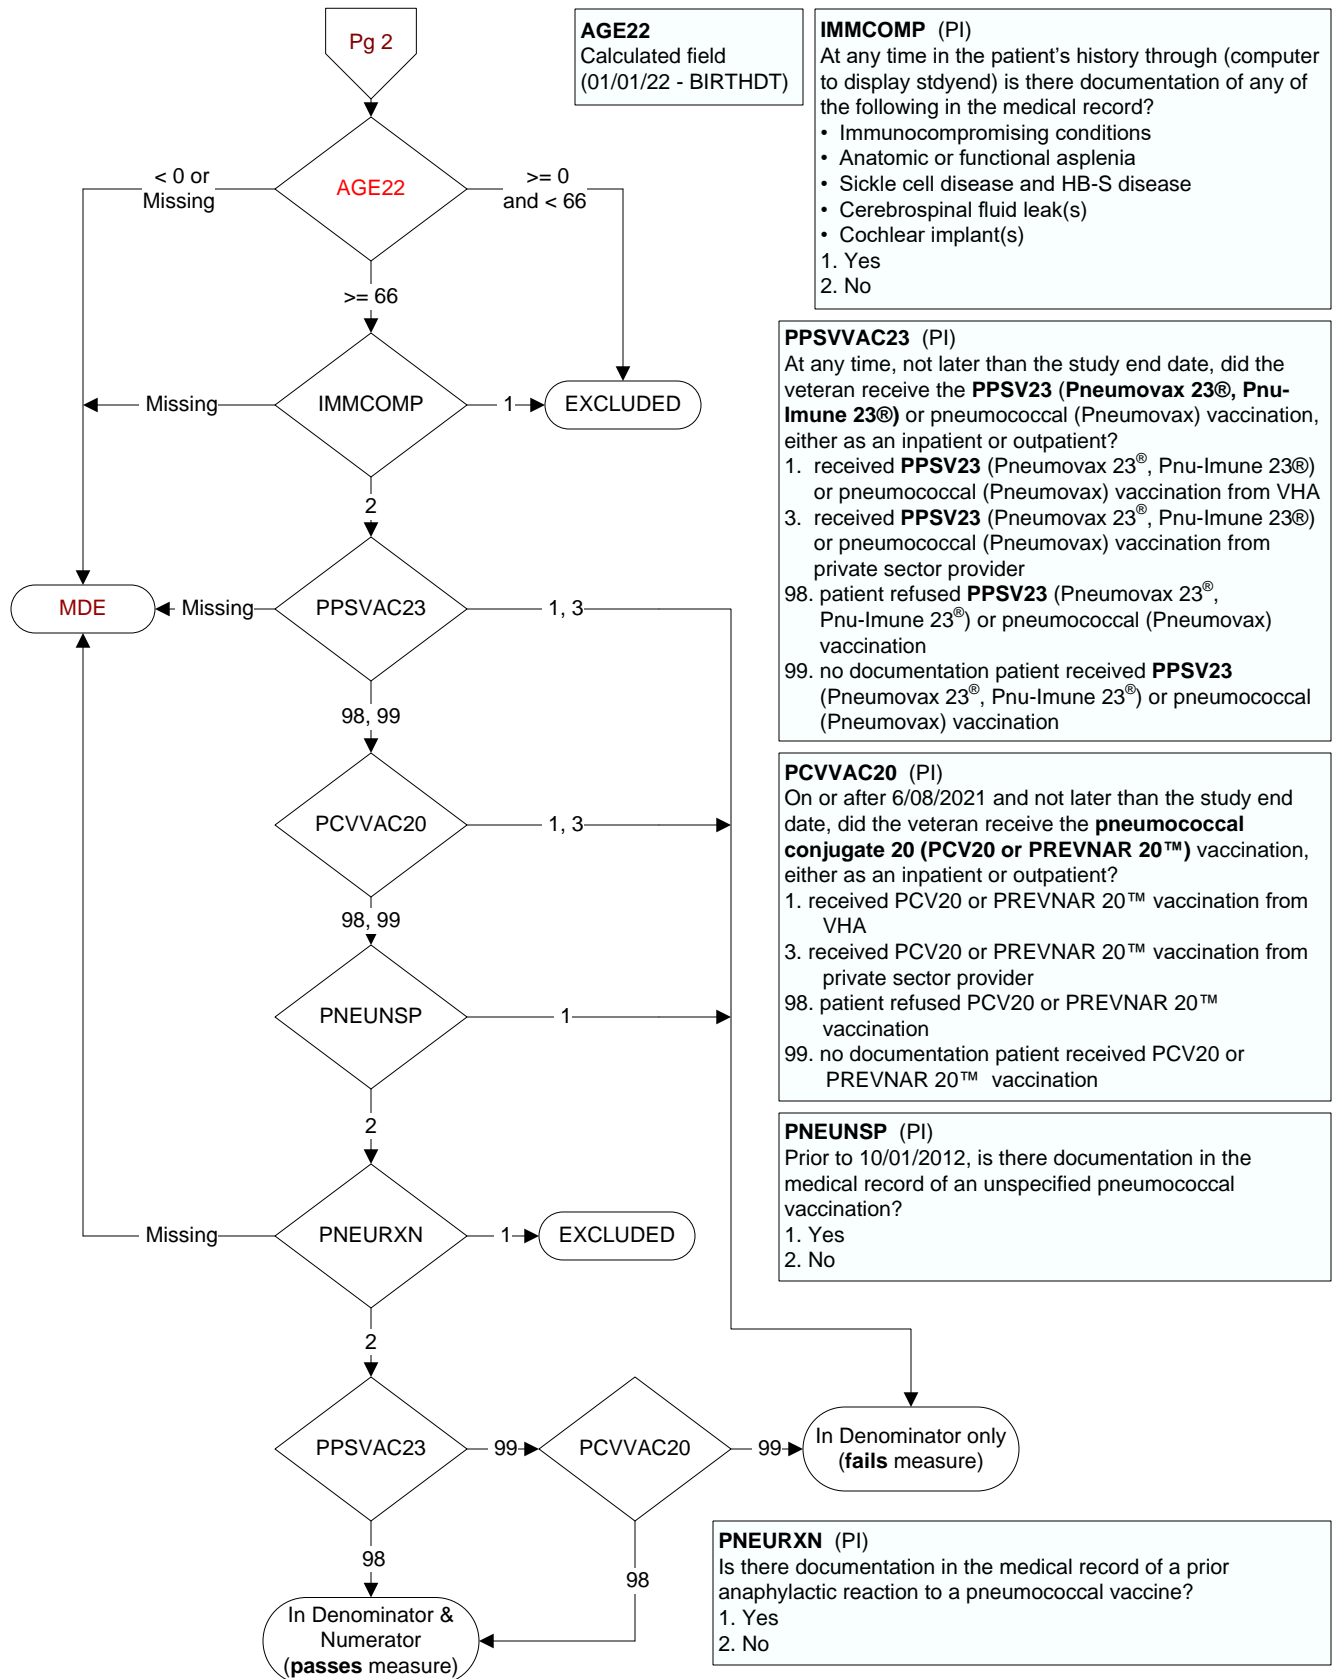 Pg 2
AGE22
Calculated field
(01/01/22 - BIRTHDT)
IMMCOMP (PI)
At any time in the patient's history through (computer
to display stdyend) is there documentation of any of
the following in the medical record?
• Immunocompromising conditions
• Anatomic or functional asplenia
• Sickle cell disease and HB-S disease
• Cerebrospinal fluid leak(s)
• Cochlear implant(s)
1. Yes
2. No
< 0 or
Missing
AGE22
>= 0
and < 66
>= 66
Missing
IMMCOMP
1
EXCLUDED
2
PPSVVAC23 (PI)
At any time, not later than the study end date, did the
veteran receive the PPSV23 (Pneumovax 23®, Pnu-
Imune 23®) or pneumococcal (Pneumovax) vaccination,
either as an inpatient or outpatient?
1. received PPSV23 (Pneumovax 23®, Pnu-Imune 23®)
or pneumococcal (Pneumovax) vaccination from VHA
3. received PPSV23 (Pneumovax 23®, Pnu-Imune 23®)
or pneumococcal (Pneumovax) vaccination from
private sector provider
98. patient refused PPSV23 (Pneumovax 23®,
Pnu-Imune 23®) or pneumococcal (Pneumovax)
vaccination
99. no documentation patient received PPSV23
(Pneumovax 23®, Pnu-Imune 23®) or pneumococcal
(Pneumovax) vaccination
MDE
Missing
PPSVAC23
1, 3
98, 99
PCVVAC20
1, 3
98, 99
PCVVAC20 (PI)
On or after 6/08/2021 and not later than the study end
date, did the veteran receive the pneumococcal
conjugate 20 (PCV20 or PREVNAR 20™) vaccination,
either as an inpatient or outpatient?
1. received PCV20 or PREVNAR 20™ vaccination from
VHA
3. received PCV20 or PREVNAR 20™ vaccination from
private sector provider
98. patient refused PCV20 or PREVNAR 20™
vaccination
99. no documentation patient received PCV20 or
PREVNAR 20™ vaccination
PNEUNSP
1
2
PNEUNSP (PI)
Prior to 10/01/2012, is there documentation in the
medical record of an unspecified pneumococcal
vaccination?
1. Yes
2. No
Missing
PNEURXN
1
EXCLUDED
2
PPSVAC23
99
PCVVAC20
99
In Denominator only
(fails measure)
98
98
In Denominator &
Numerator
(passes measure)
PNEURXN (PI)
Is there documentation in the medical record of a prior
anaphylactic reaction to a pneumococcal vaccine?
1. Yes
2. No